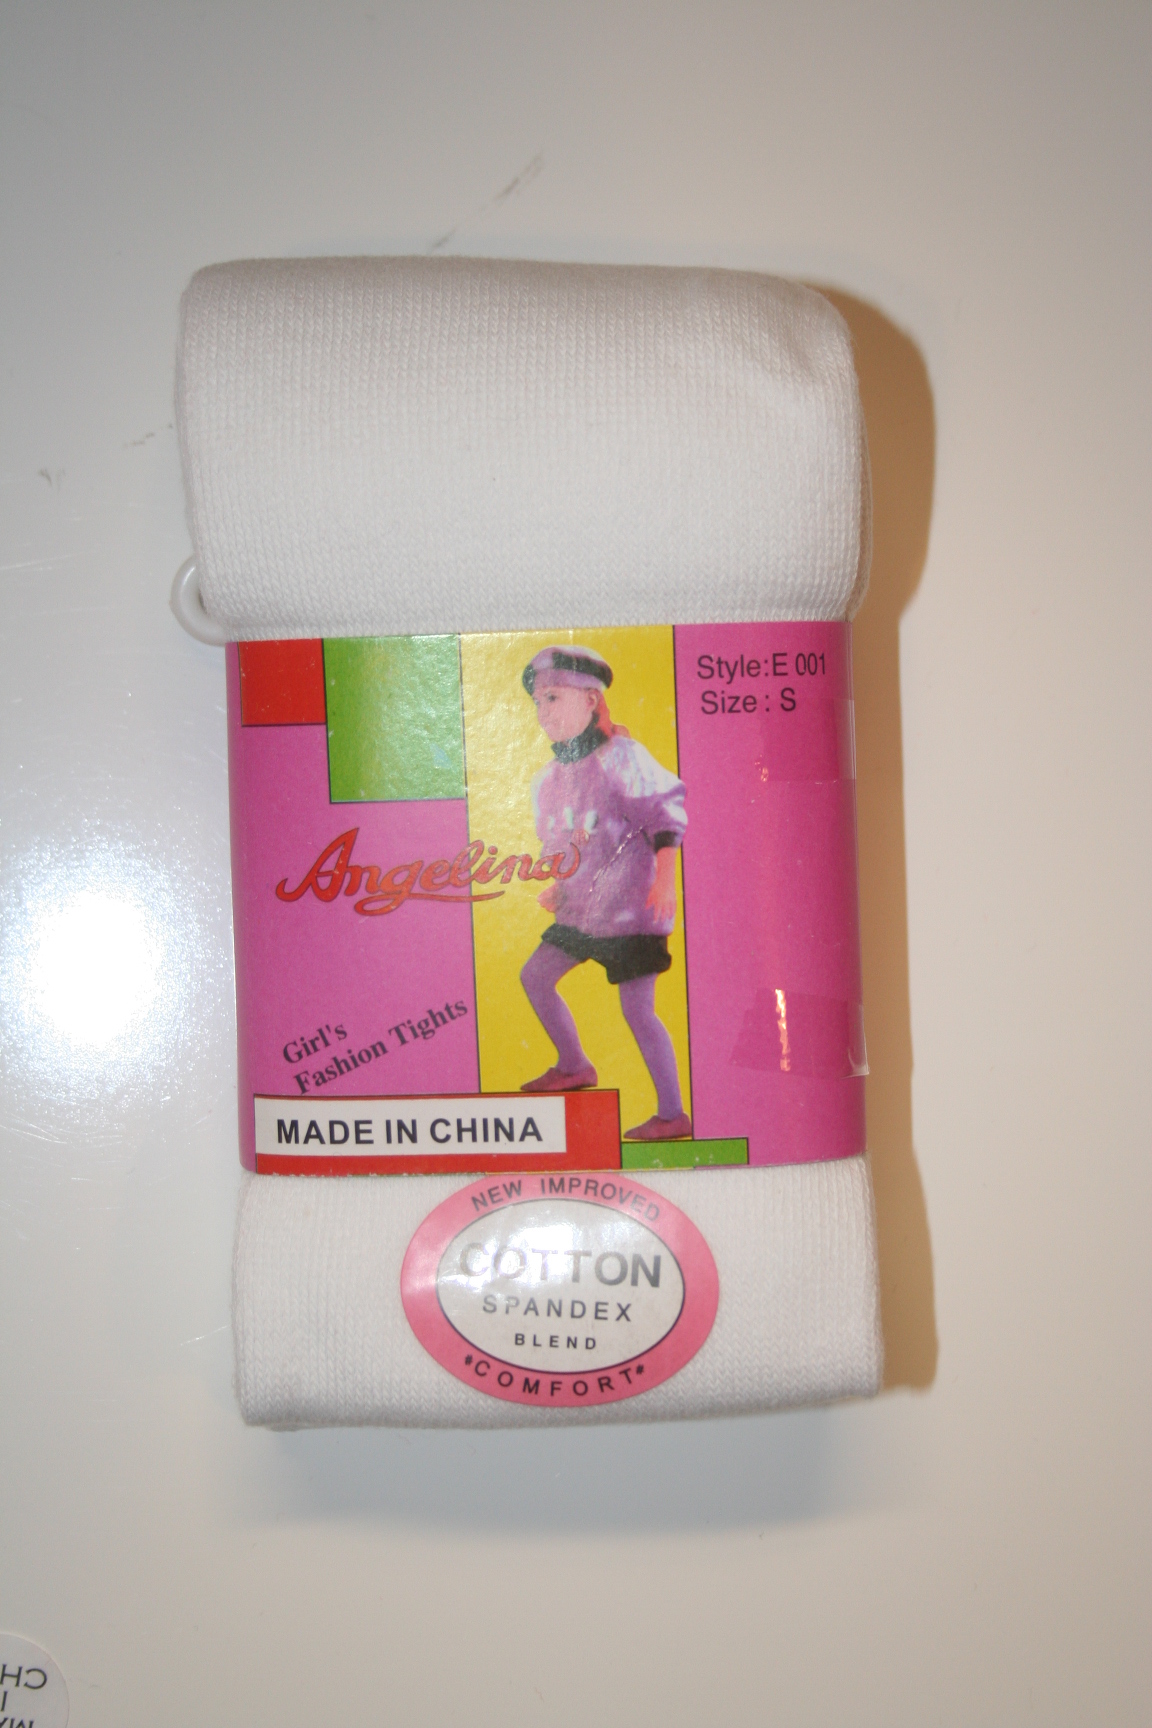 Style:E 001
Size : S
Angelina
Girl's
Fashion Tights
MADE IN CHINA
NEW IMPROVED
COTTON
SPANDEX
BLEND
*COMFORT*